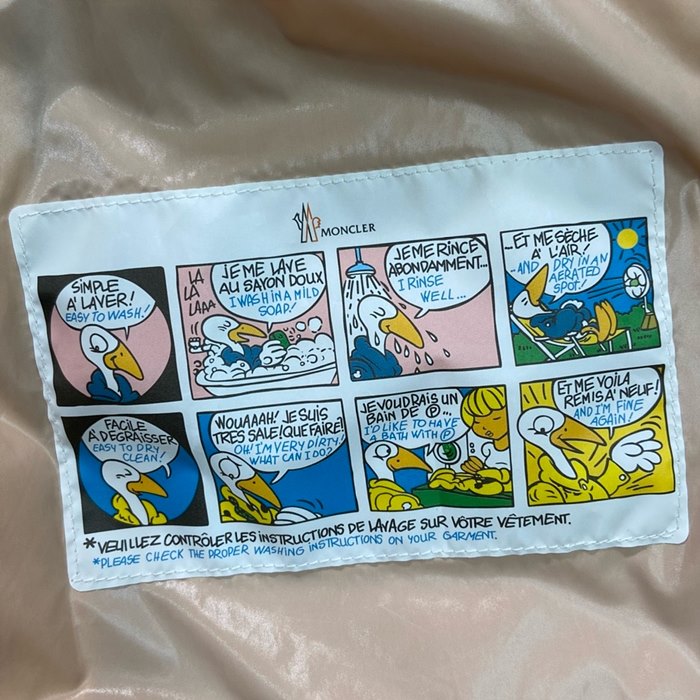 MONCLER
SIMPLE
À LAVER!
EASY TO WASH!
LA
LA
LAAA
JE ME LAVE
AU SAVON DOUX
I WASH IN A MILD
SOAP!
JE ME RINCE
ABONDAMMENT...
I RINSE
WELL...
...ET ME SÈCHE
À L'AIR!
...AND DRY IN AN
AERATED
SPOT!
FACILE
À DÉGRAISSER
EASY TO DRY
CLEAN!
WOUAAAH! JE SUIS
TRES SALE! QUE FAIRE!
OH! I'M VERY DIRTY!
WHAT CAN I DO?
JE VOUDRAIS UN
BAIN DE Ⓟ...
I'D LIKE TO HAVE
A BATH WITH Ⓟ
ET ME VOILA
REMIS À NEUF!
AND I'M FINE
AGAIN!
*VEUILLEZ CONTRÔLER LES INSTRUCTIONS DE LAVAGE SUR VÔTRE VÊTEMENT.
*PLEASE CHECK THE PROPER WASHING INSTRUCTIONS ON YOUR GARMENT.